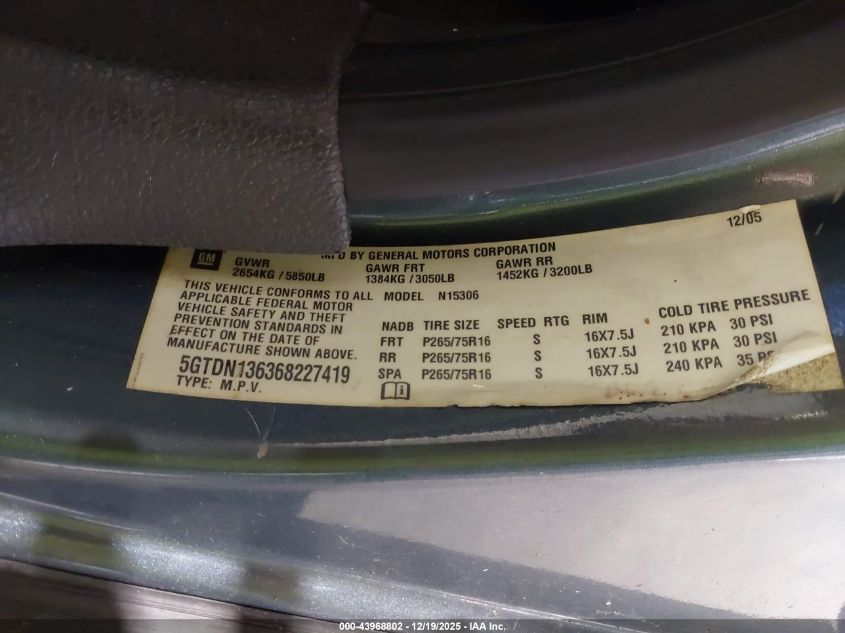 12/05
GM
MFD BY GENERAL MOTORS CORPORATION
GVWR GAWR FRT GAWR RR
2654KG / 5850LB 1384KG / 3050LB 1452KG / 3200LB
THIS VEHICLE CONFORMS TO ALL
APPLICABLE FEDERAL MOTOR
VEHICLE SAFETY AND THEFT
PREVENTION STANDARDS IN
EFFECT ON THE DATE OF
MANUFACTURE SHOWN ABOVE.
5GTDN136368227419
TYPE: M.P.V.
MODEL N15306
NADB TIRE SIZE SPEED RTG RIM COLD TIRE PRESSURE
FRT P265/75R16 S 16X7.5J 210 KPA 30 PSI
RR P265/75R16 S 16X7.5J 210 KPA 30 PSI
SPA P265/75R16 S 16X7.5J 240 KPA 35
000-43968802 - 12/19/2025 - IAA Inc.